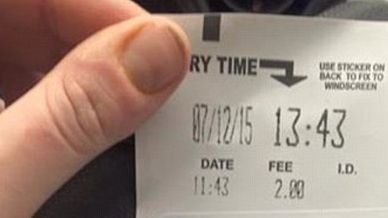 RY TIME
USE STICKER ON
BACK TO FIX TO
WINDSCREEN
07/12/15 13:43
DATE FEE I.D.
11:43 2.00